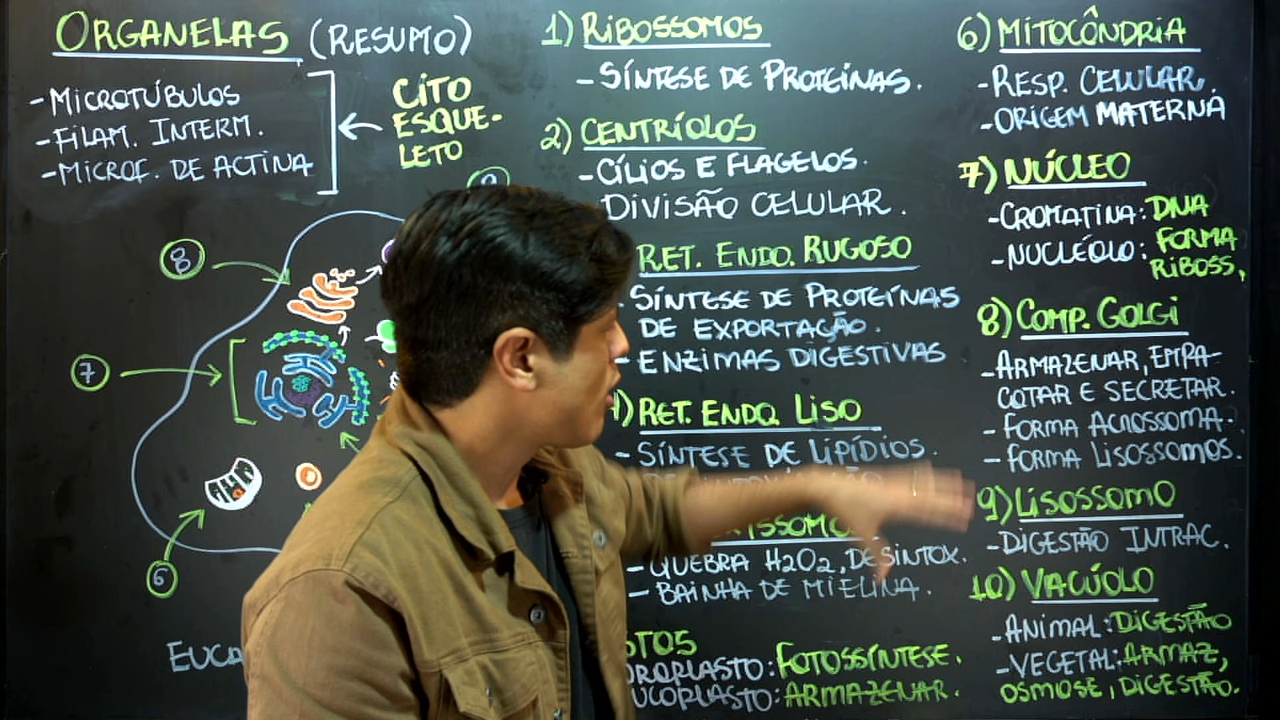 ORGANELAS (RESUMO)
- MICROTÚBULOS
- FILAM. INTERM.
- MICROF. DE ACTINA
CITO
ESQUE-
LETO
8
7
6
1) RIBOSSOMOS
- SÍNTESE DE PROTEÍNAS.
2) CENTRÍOLOS
- CÍLIOS E FLAGELOS.
DIVISÃO CELULAR.
RET. ENDO. RUGOSO
- SÍNTESE DE PROTEÍNAS
DE EXPORTAÇÃO.
- ENZIMAS DIGESTIVAS
) RET. ENDO. LISO
- SÍNTESE DE LIPÍDIOS.
- QUEBRA H2O2, DESINTOX.
- BAINHA DE MIELINA.
: FOTOSSÍNTESE.
: ARMAZENAR.
6) MITOCÔNDRIA
- RESP. CELULAR.
- ORIGEM MATERNA
7) NÚCLEO
- CROMATINA: DNA
- NUCLÉOLO: FORMA
RIBOSS,
8) COMP. GOLGI
- ARMAZENAR, EMPA-
COTAR E SECRETAR.
- FORMA ACROSSOMA.
- FORMA LISOSSOMOS.
9) LISOSSOMO
- DIGESTÃO INTRAC.
10) VACÚOLO
- ANIMAL: DIGESTÃO
- VEGETAL: ARMAZ,
OSMOSE, DIGESTÃO.